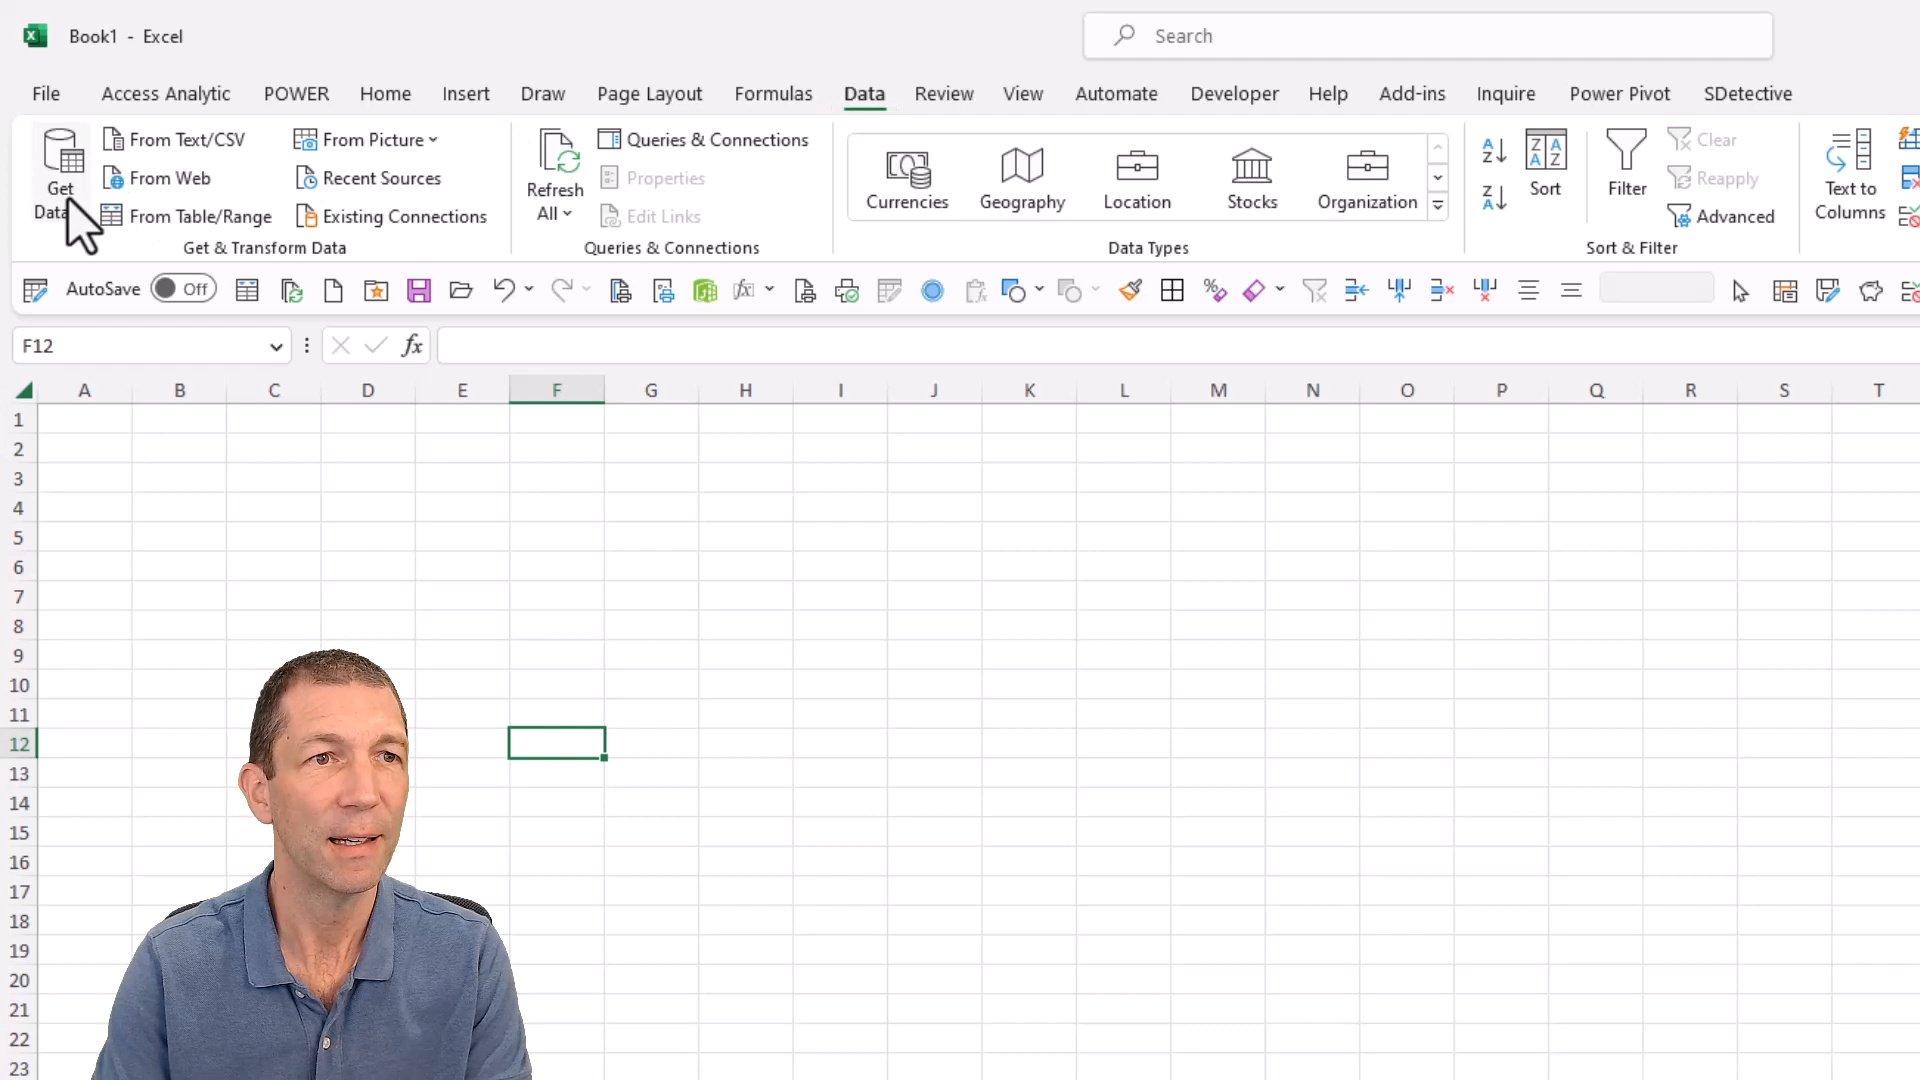 Book1 - Excel
Search
File Access Analytic POWER Home Insert Draw Page Layout Formulas Data Review View Automate Developer Help Add-ins Inquire Power Pivot SDetective
Get
Data
From Text/CSV
From Web
From Table/Range
From Picture
Recent Sources
Existing Connections
Get & Transform Data
Refresh
All
Queries & Connections
Properties
Edit Links
Queries & Connections
Currencies
Geography
Location
Stocks
Organization
Data Types
Sort
Filter
Clear
Reapply
Advanced
Sort & Filter
Text to
Columns
AutoSave Off
F12
fx
A B C D E F G H I J K L M N O P Q R S T
1
2
3
4
5
6
7
8
9
10
11
12
13
14
15
16
17
18
19
20
21
22
23